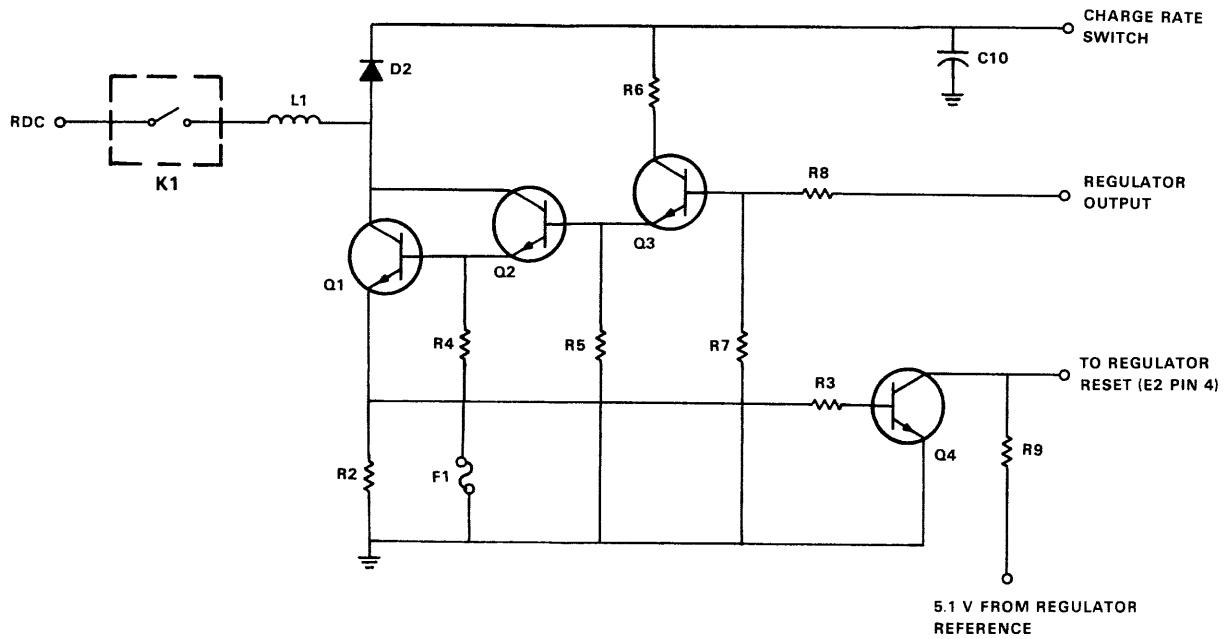 CHARGE RATE
SWITCH
C10
D2
R6
L1
RDC
K1
R8
REGULATOR
OUTPUT
Q3
Q2
Q1
R4
R5
R7
R3
TO REGULATOR
RESET (E2 PIN 4)
Q4
R9
R2
F1
5.1 V FROM REGULATOR
REFERENCE